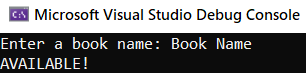 Microsoft Visual Studio Debug Console
Enter a book name: Book Name
AVAILABLE!